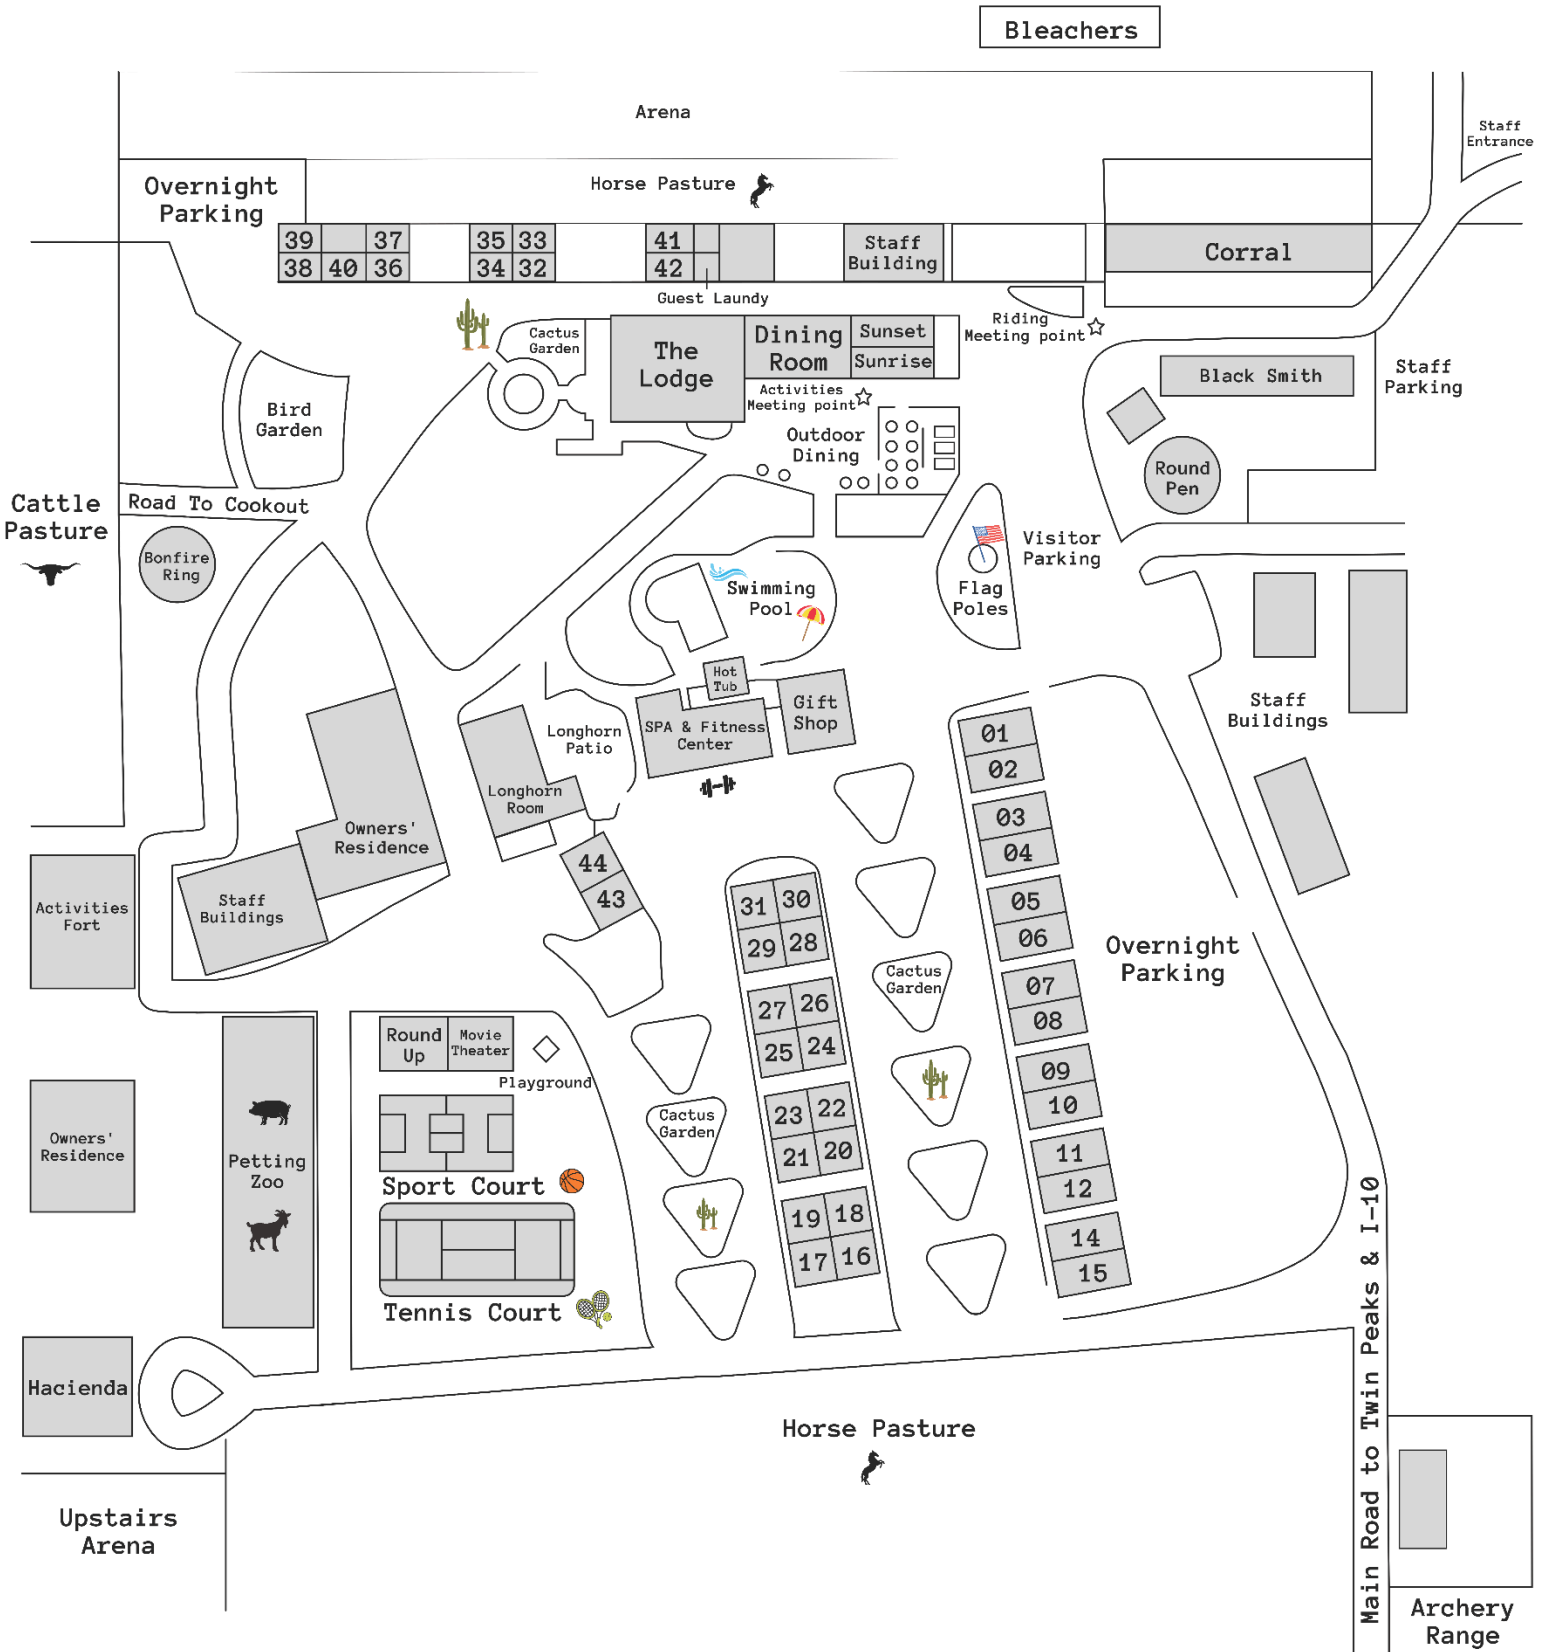 Bleachers
Arena
Staff
Entrance
Overnight
Parking
Horse Pasture
39
37
38
40
36
35
33
34
32
41
42
Staff
Building
Corral
Guest Laundy
Riding
Meeting point
Cactus
Garden
The
Lodge
Dining
Room
Sunset
Sunrise
Black Smith
Staff
Parking
Activities
Meeting point
Bird
Garden
Outdoor
Dining
Round
Pen
Road To Cookout
Cattle
Pasture
Bonfire
Ring
Visitor
Parking
Swimming
Pool
Flag
Poles
Hot
Tub
Gift
Shop
SPA & Fitness
Center
Longhorn
Patio
Longhorn
Room
Staff
Buildings
Owners'
Residence
Staff
Buildings
Activities
Fort
44
43
01
02
03
04
05
06
07
08
09
10
11
12
14
15
31
30
29
28
27
26
25
24
23
22
21
20
19
18
17
16
Cactus
Garden
Overnight
Parking
Round
Up
Movie
Theater
Playground
Cactus
Garden
Owners'
Residence
Petting
Zoo
Sport Court
Tennis Court
Hacienda
Horse Pasture
Upstairs
Arena
Main Road to Twin Peaks & I-10
Archery
Range